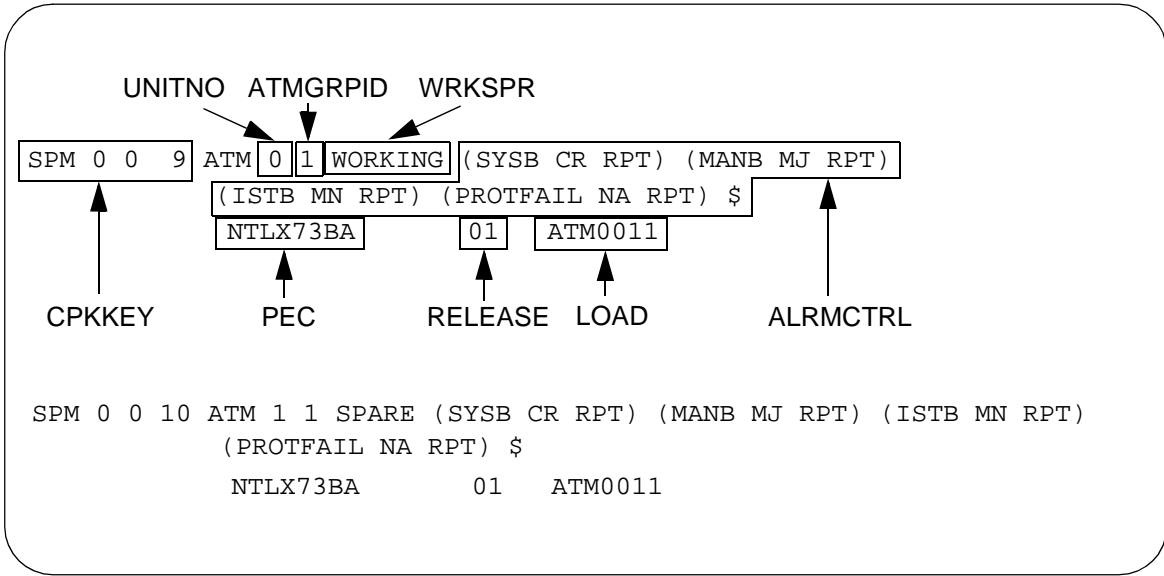 UNITNO ATMGRPID WRKSPR
SPM 0 0 9 ATM 0 1 WORKING (SYSB CR RPT) (MANB MJ RPT)
(ISTB MN RPT) (PROTFAIL NA RPT) $
NTLX73BA 01 ATM0011
CPKKEY PEC RELEASE LOAD ALRMCTRL
SPM 0 0 10 ATM 1 1 SPARE (SYSB CR RPT) (MANB MJ RPT) (ISTB MN RPT)
(PROTFAIL NA RPT) $
NTLX73BA 01 ATM0011